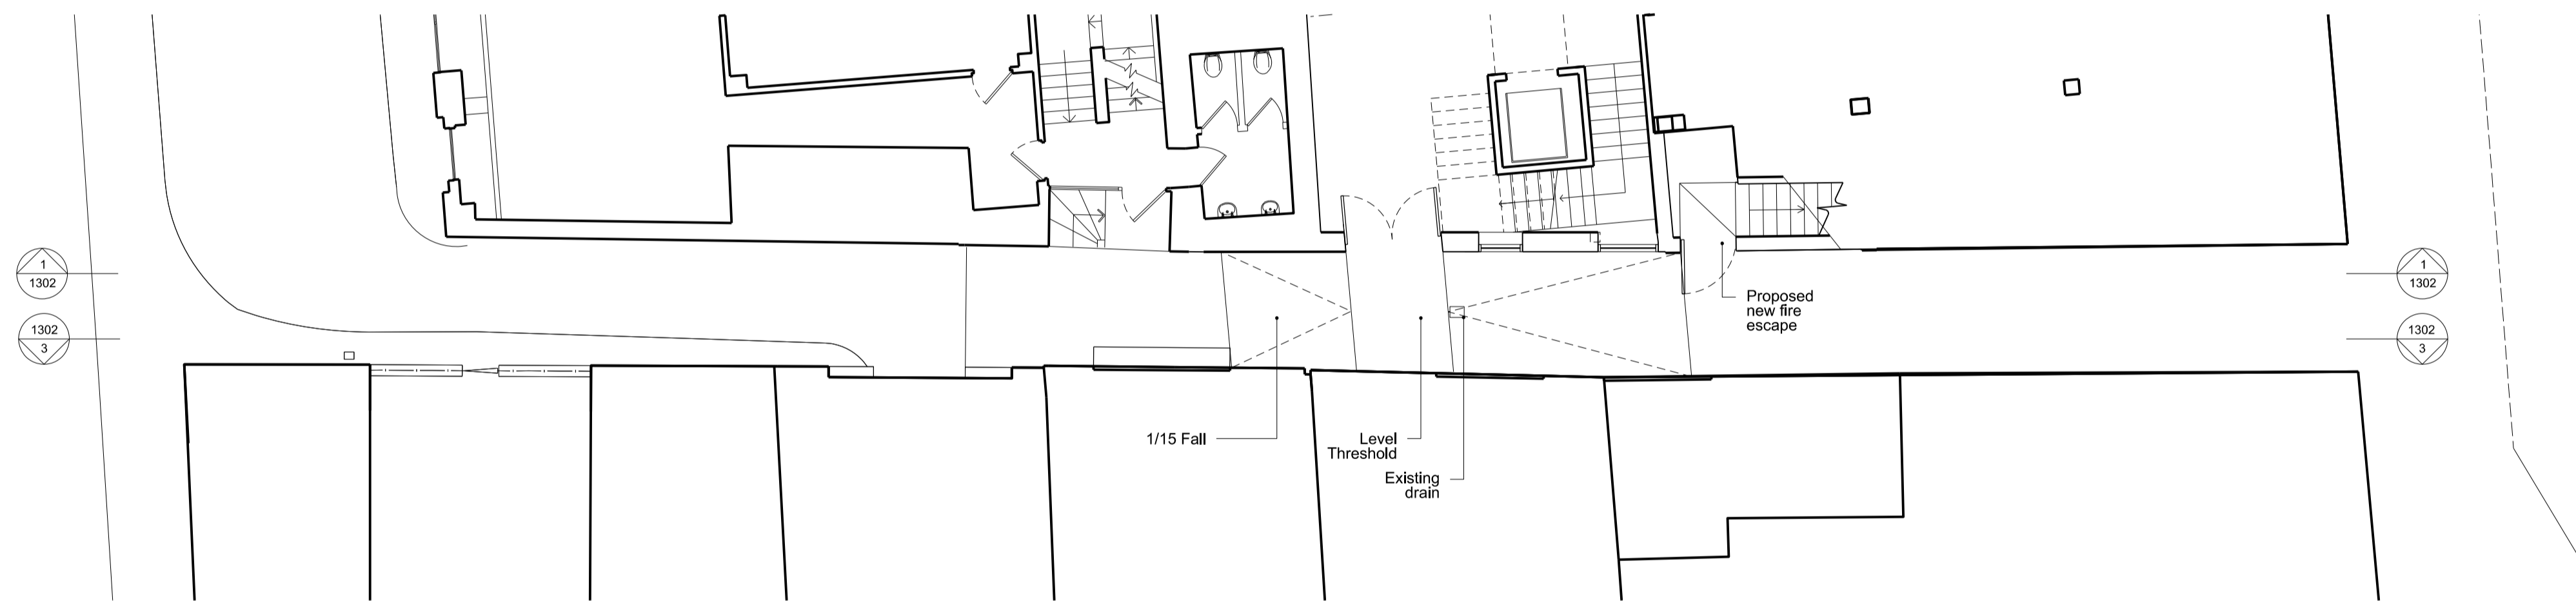 1
1302
1302
3
1/15 Fall
Level
Threshold
Existing
drain
Proposed
new fire
escape
1
1302
1302
3